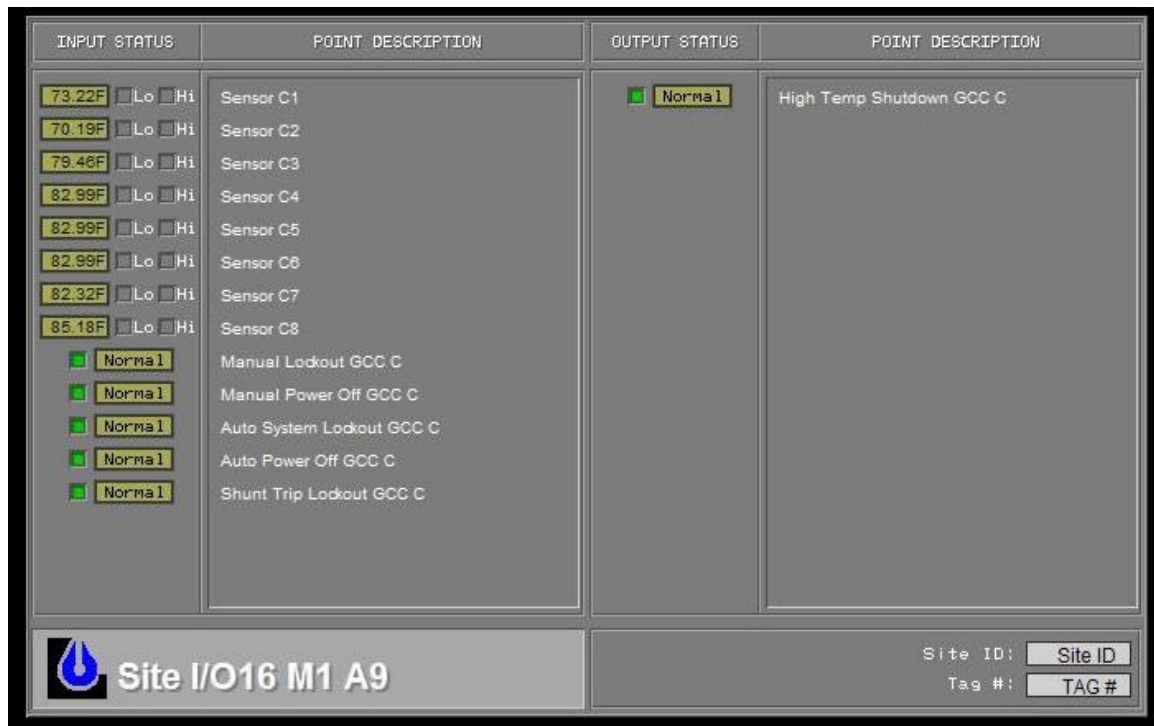 INPUT STATUS POINT DESCRIPTION OUTPUT STATUS POINT DESCRIPTION
73.22F Lo Hi Sensor C1 Normal High Temp Shutdown GCC C
70.19F Lo Hi Sensor C2
79.46F Lo Hi Sensor C3
82.99F Lo Hi Sensor C4
82.99F Lo Hi Sensor C5
82.99F Lo Hi Sensor C6
82.32F Lo Hi Sensor C7
85.18F Lo Hi Sensor C8
Normal Manual Lockout GCC C
Normal Manual Power Off GCC C
Normal Auto System Lockout GCC C
Normal Auto Power Off GCC C
Normal Shunt Trip Lockout GCC C
Site I/O16 M1 A9
Site ID: Site ID
Tag #: TAG #